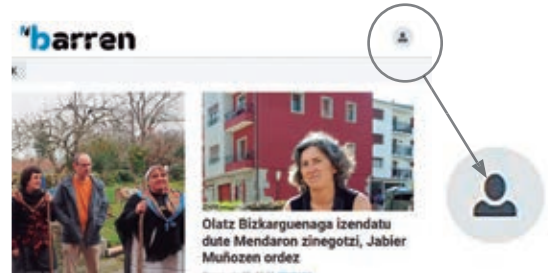 barren
Olatz Bizkarguenaga izendatu
dute Mendaron zinegotzi, Jabier
Muñozen ordez